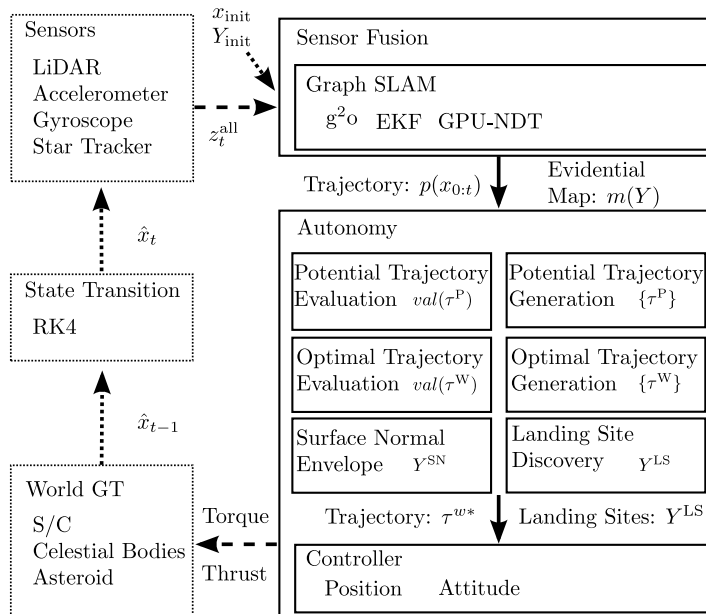 Sensors
LiDAR
Accelerometer
Gyroscope
Star Tracker
x_init
Y_init
z_t^all
Sensor Fusion
Graph SLAM
g²o EKF GPU-NDT
Trajectory: p(x_{0:t})
Evidential
Map: m(Y)
Autonomy
Potential Trajectory
Evaluation val(τ^P)
Potential Trajectory
Generation {τ^P}
Optimal Trajectory
Evaluation val(τ^W)
Optimal Trajectory
Generation {τ^W}
Surface Normal
Envelope Y^SN
Landing Site
Discovery Y^LS
Trajectory: τ^{w*}
Landing Sites: Y^LS
Controller
Position Attitude
Torque
Thrust
World GT
S/C
Celestial Bodies
Asteroid
x̂_{t−1}
State Transition
RK4
x̂_t